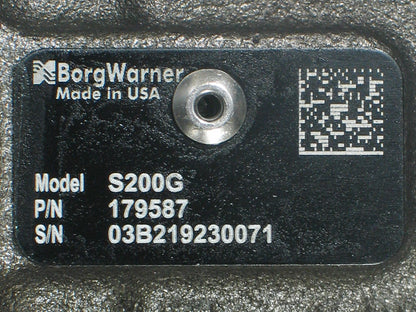 BorgWarner
Made in USA
Model S200G
P/N 179587
S/N 03B219230071